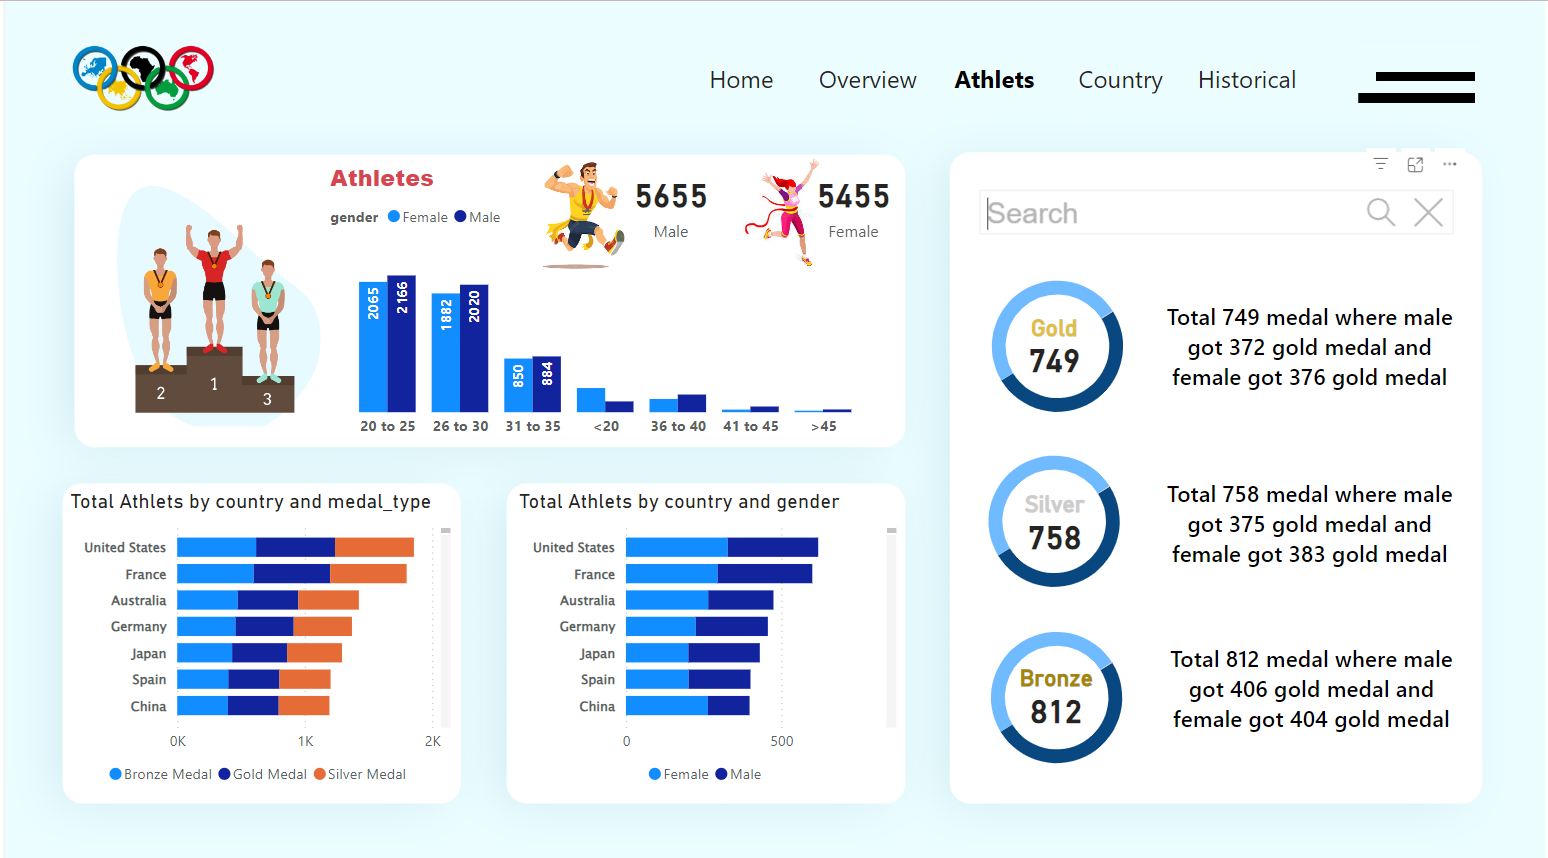 Home Overview Athlets Country Historical
Athletes
gender Female Male
5655
Male
5455
Female
2065
2166
1882
2020
850
884
20 to 25 26 to 30 31 to 35 <20 36 to 40 41 to 45 >45
2
1
3
Search
Gold
749
Total 749 medal where male
got 372 gold medal and
female got 376 gold medal
Silver
758
Total 758 medal where male
got 375 gold medal and
female got 383 gold medal
Bronze
812
Total 812 medal where male
got 406 gold medal and
female got 404 gold medal
Total Athlets by country and medal_type
United States
France
Australia
Germany
Japan
Spain
China
0K 1K 2K
Bronze Medal Gold Medal Silver Medal
Total Athlets by country and gender
United States
France
Australia
Germany
Japan
Spain
China
0 500
Female Male